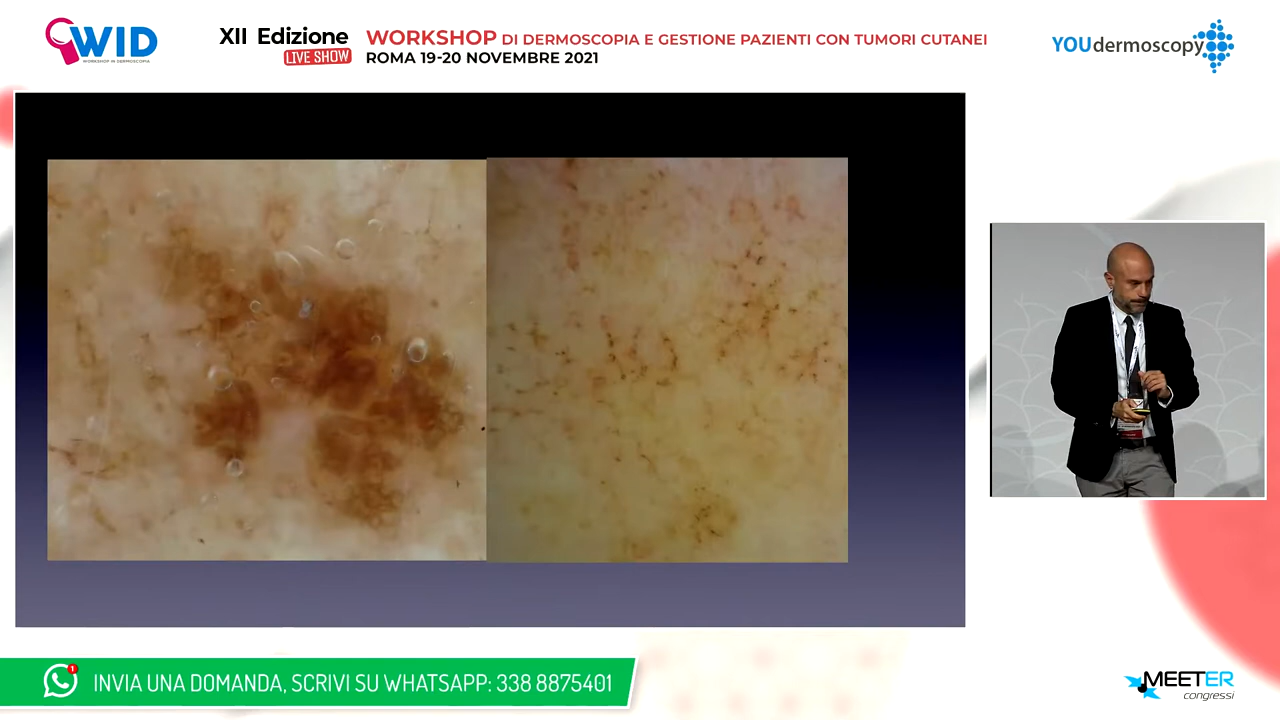 WID
WORKSHOP IN DERMOSCOPIA
XII Edizione
LIVE SHOW
WORKSHOP DI DERMOSCOPIA E GESTIONE PAZIENTI CON TUMORI CUTANEI
ROMA 19-20 NOVEMBRE 2021
YOUdermoscopy
1
INVIA UNA DOMANDA, SCRIVI SU WHATSAPP: 338 8875401
MEETER
congressi